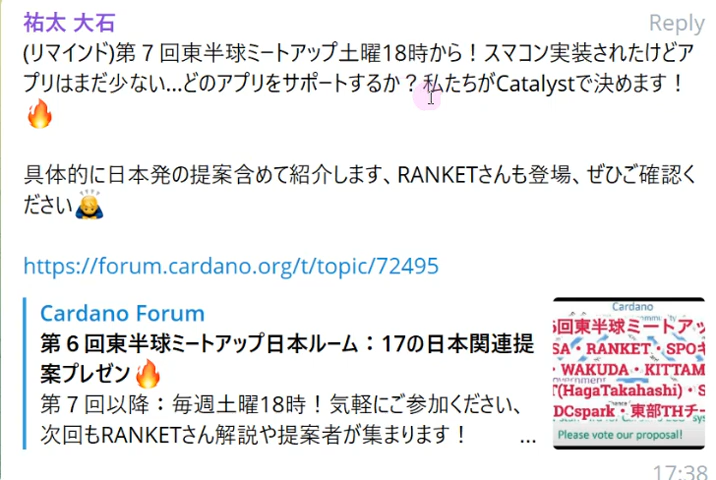 祐太 大石
Reply
(リマインド)第７回東半球ミートアップ土曜18時から！スマコン実装されたけどア
プリはまだ少ない...どのアプリをサポートするか？私たちがCatalystで決めます！
🔥
具体的に日本発の提案含めて紹介します、RANKETさんも登場、ぜひご確認く
ださい🙇
https://forum.cardano.org/t/topic/72495
Cardano Forum
第６回東半球ミートアップ日本ルーム：17の日本関連提
案プレゼン🔥
第７回以降：毎週土曜18時！気軽にご参加ください、
次回もRANKETさん解説や提案者が集まります！ ...
Cardano
回東半球ミートアッ
SA・RANKET・SPO
・WAKUDA・KITTAM
T(HagaTakahashi)・S
DCspark・東部THチー
Please vote our proposal!
17:38